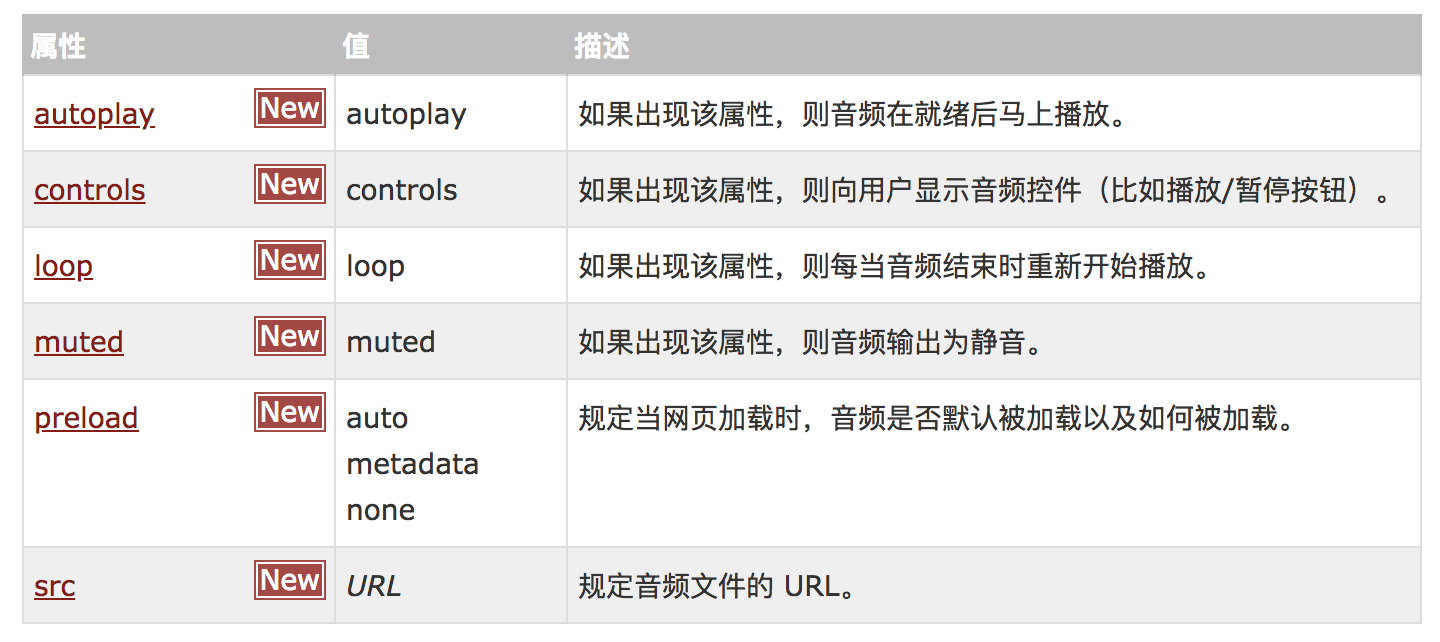 属性 值 描述
autoplay New autoplay 如果出现该属性，则音频在就绪后马上播放。
controls New controls 如果出现该属性，则向用户显示音频控件（比如播放/暂停按钮）。
loop New loop 如果出现该属性，则每当音频结束时重新开始播放。
muted New muted 如果出现该属性，则音频输出为静音。
preload New auto 规定当网页加载时，音频是否默认被加载以及如何被加载。
metadata
none
src New URL 规定音频文件的 URL。